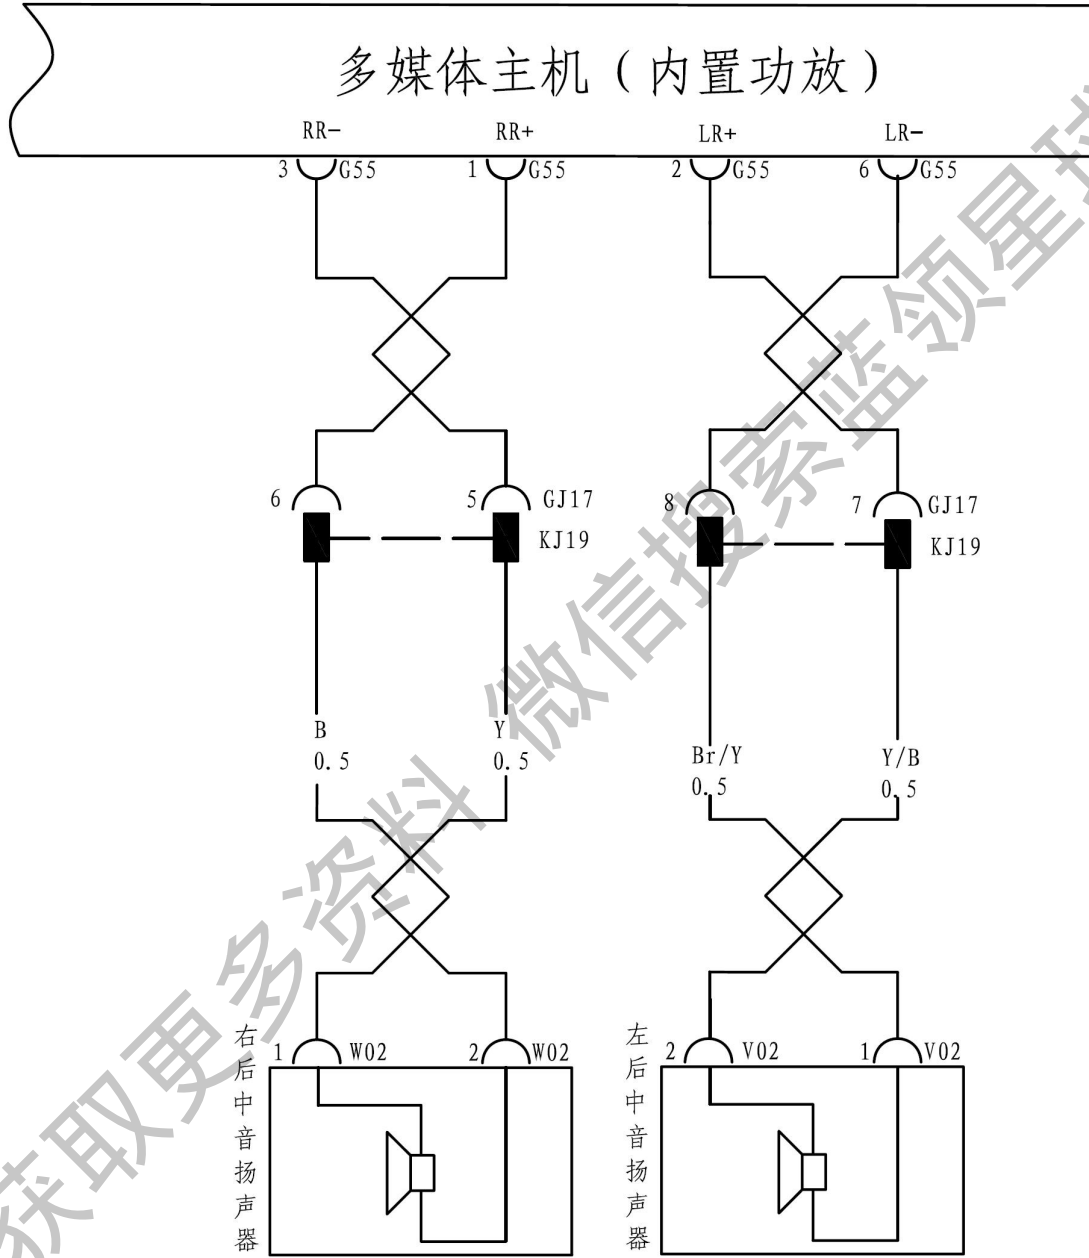 多媒体主机（内置功放）
RR-
RR+
LR+
LR-
3 G55
1 G55
2 G55
6 G55
6
5 GJ17
8
7 GJ17
KJ19
KJ19
B
0.5
Y
0.5
Br/Y
0.5
Y/B
0.5
右后中音扬声器
1 W02
2 W02
左后中音扬声器
2 V02
1 V02
获取更多资料 微信搜索蓝领星球